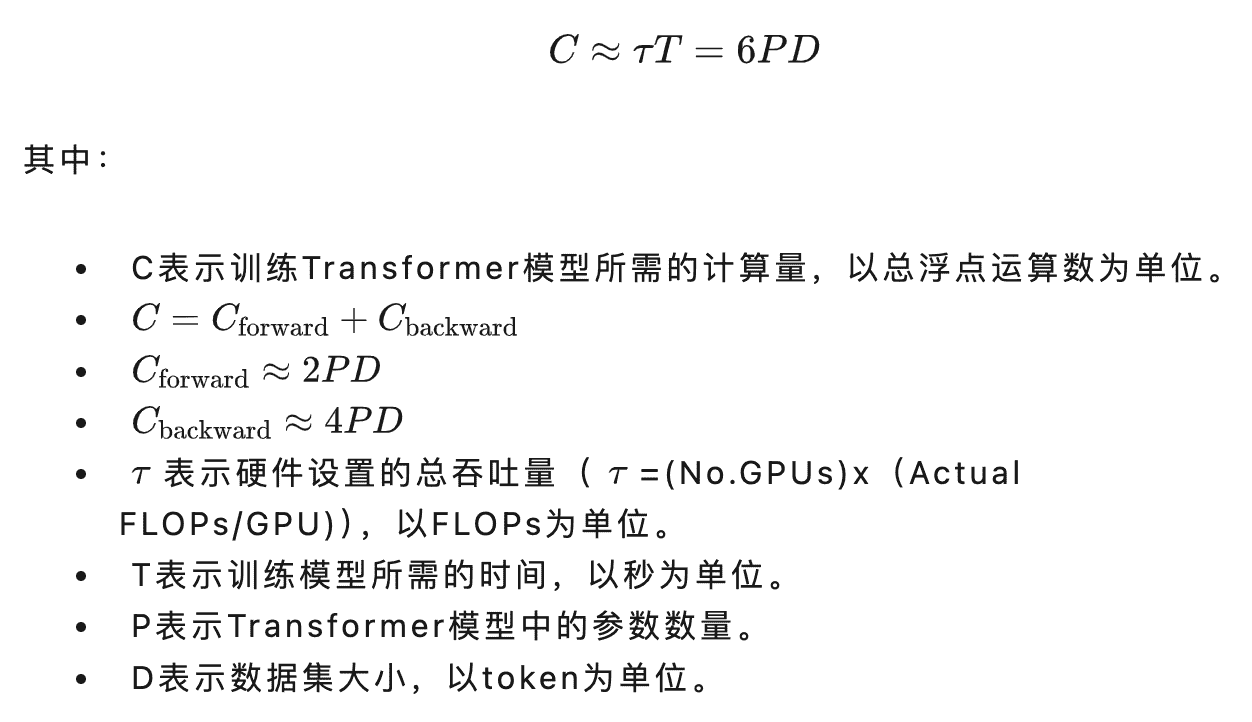 C ≈ τT = 6PD
其中：
• C表示训练Transformer模型所需的计算量，以总浮点运算数为单位。
• C = C_forward + C_backward
• C_forward ≈ 2PD
• C_backward ≈ 4PD
• τ 表示硬件设置的总吞吐量（ τ =(No.GPUs)x（Actual
FLOPs/GPU)），以FLOPs为单位。
• T表示训练模型所需的时间，以秒为单位。
• P表示Transformer模型中的参数数量。
• D表示数据集大小，以token为单位。